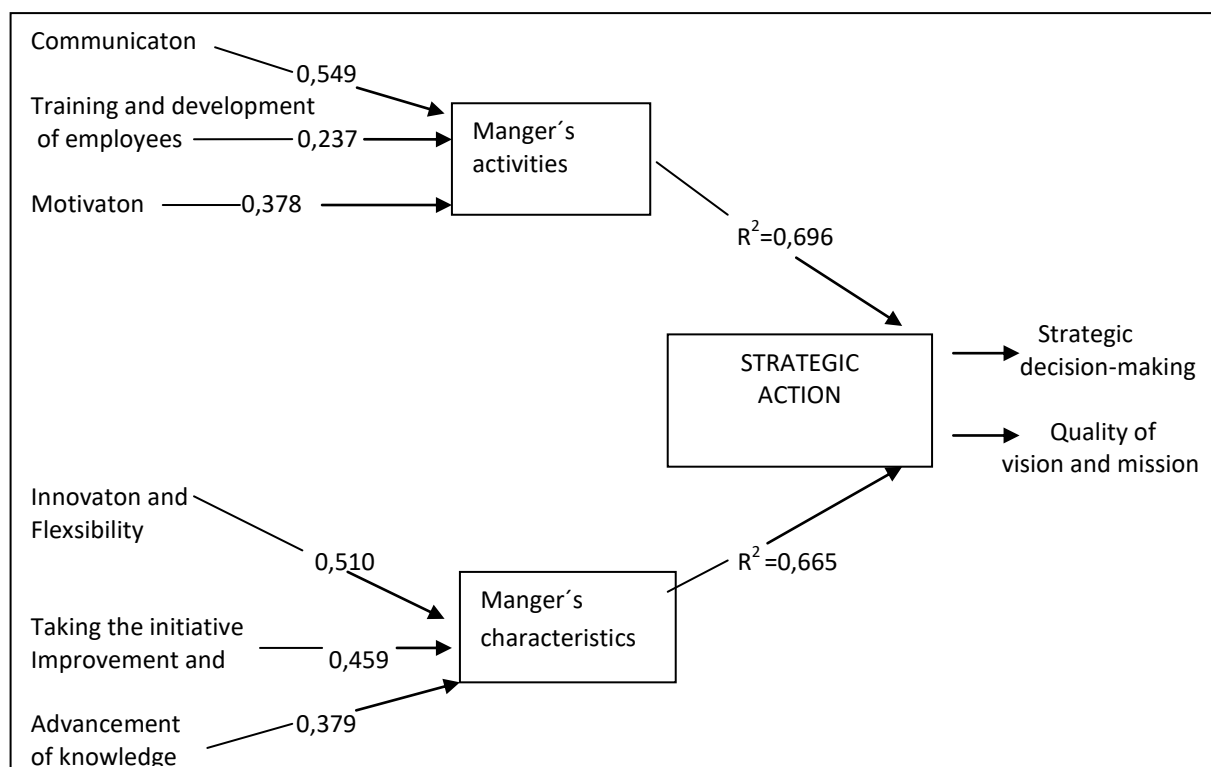 Communicaton
0,549
Training and development
of employees
0,237
Motivaton
0,378
Manger´s
activities
R²=0,696
STRATEGIC
ACTION
Strategic
decision-making
Quality of
vision and mission
Innovaton and
Flexsibility
0,510
Taking the initiative
Improvement and
0,459
Advancement
of knowledge
0,379
Manger´s
characteristics
R² =0,665